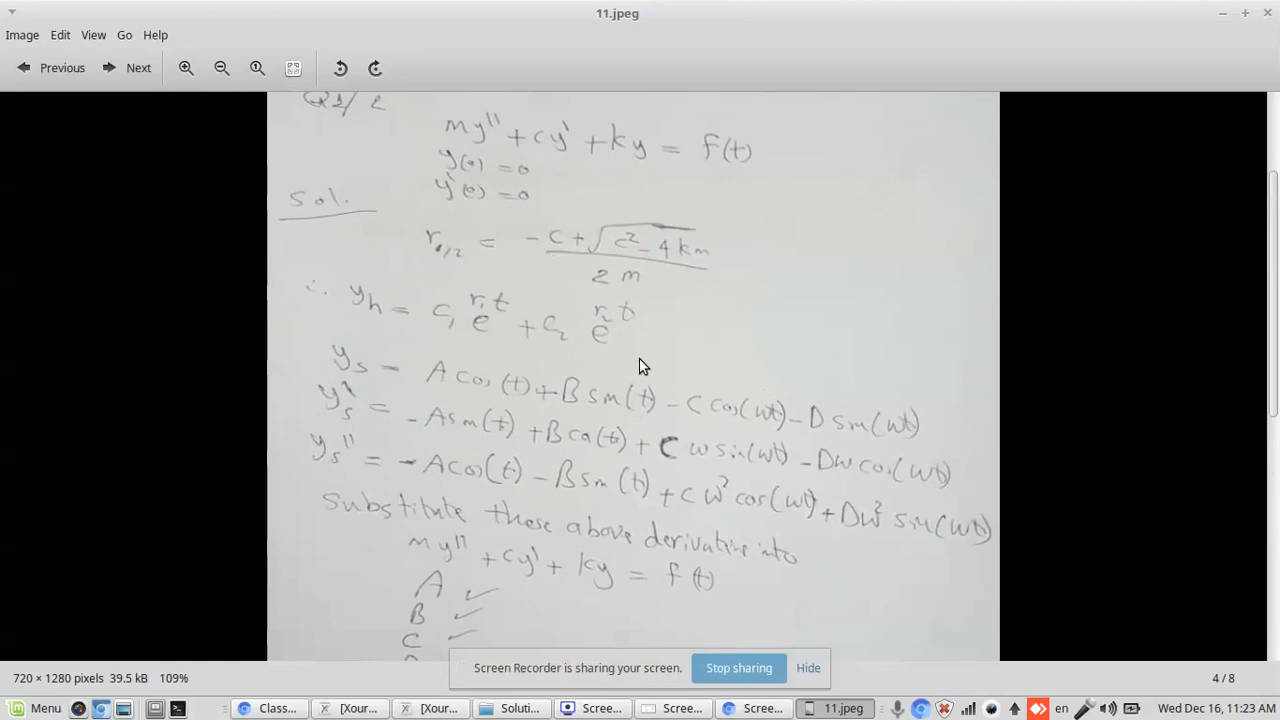 11.jpeg
Image Edit View Go Help
Previous Next
Q1/2
my'' + cy' + ky = f(t)
y(0) = 0
y'(0) = 0
Sol.
r₁,₂ = -c + √(c² - 4km) / 2m
∴ yh = c₁ e^(r₁t) + c₂ e^(r₂t)
ys = A cos(t) + B sin(t) - C cos(wt) - D sin(wt)
ys' = -A sin(t) + B cos(t) + C w sin(wt) - Dw cos(wt)
ys'' = -A cos(t) - B sin(t) + C w² cos(wt) + Dw² sin(wt)
Substitute these above derivative into
my'' + cy' + ky = f(t)
A ✓
B ✓
C ✓
Screen Recorder is sharing your screen. Stop sharing Hide
720 × 1280 pixels 39.5 kB 109% 4 / 8
Menu Class... [Xour... [Xour... Soluti... Scree... Scree... Scree... 11.jpeg en Wed Dec 16, 11:23 AM